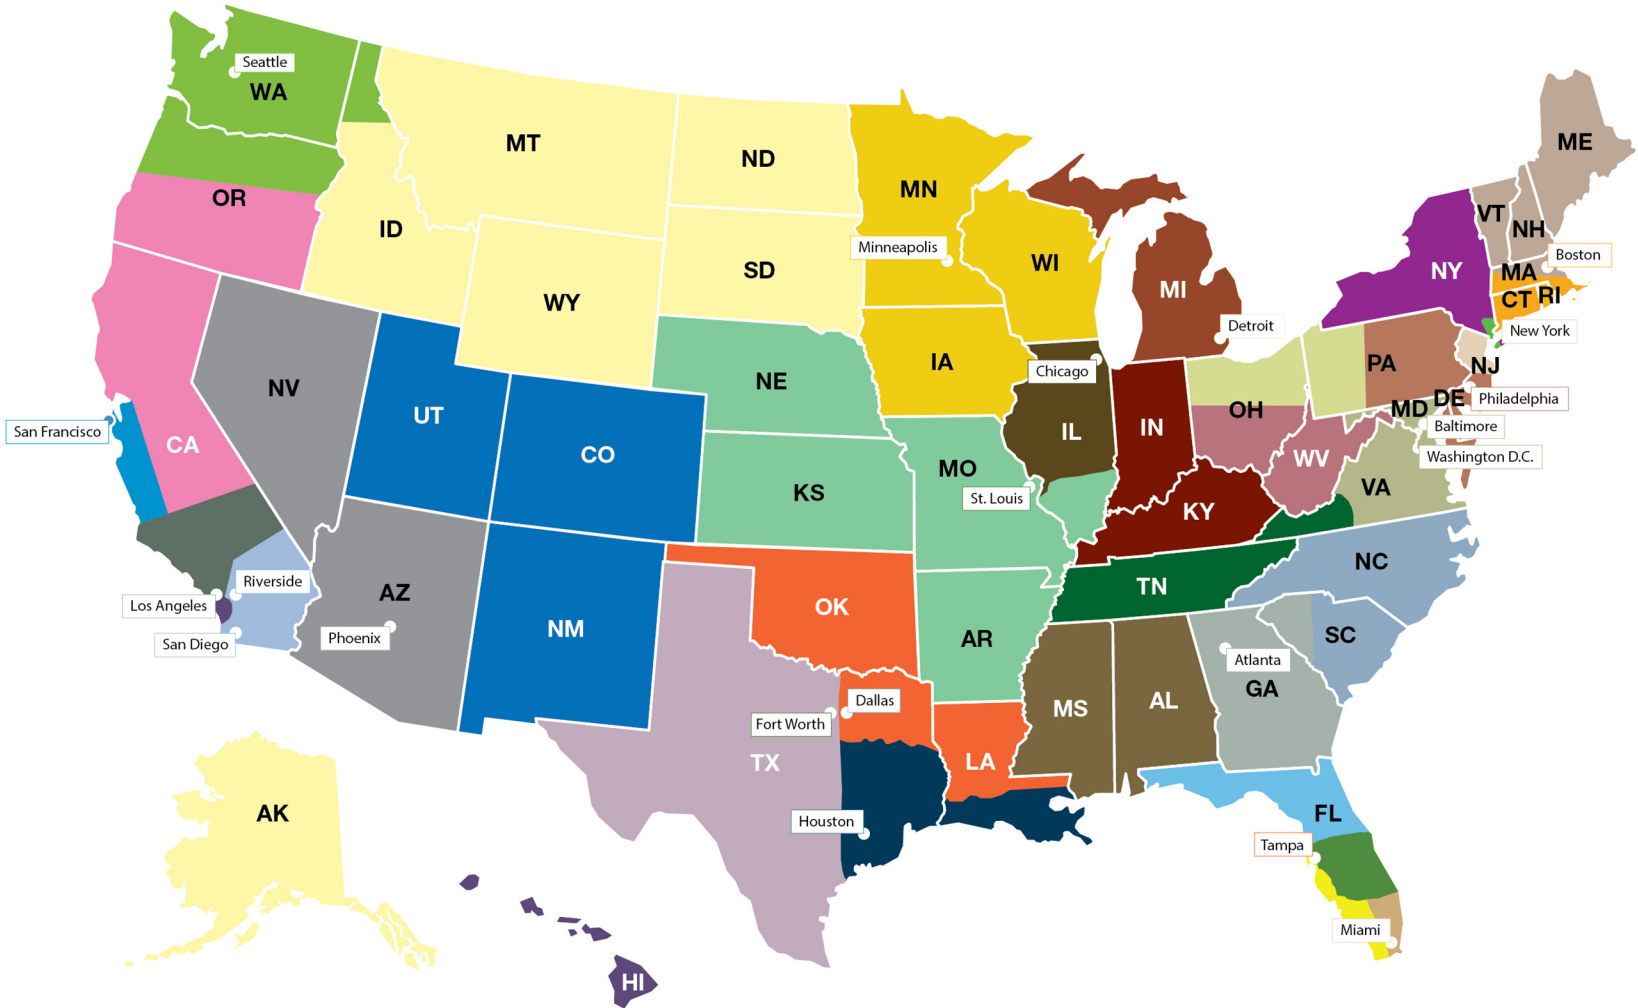 Seattle
WA
MT
ND
MN
ME
OR
ID
SD
WY
Minneapolis
WI
MI
VT
NH
NY
MA
Boston
CT
RI
New York
Detroit
Chicago
IA
NE
NV
UT
CO
CA
San Francisco
KS
MO
St. Louis
IL
IN
OH
PA
NJ
DE
MD
Philadelphia
Baltimore
Washington D.C.
WV
VA
KY
NC
TN
SC
Riverside
Los Angeles
San Diego
AZ
Phoenix
NM
OK
AR
Atlanta
GA
MS
AL
Dallas
Fort Worth
TX
LA
Houston
FL
Tampa
Miami
AK
HI